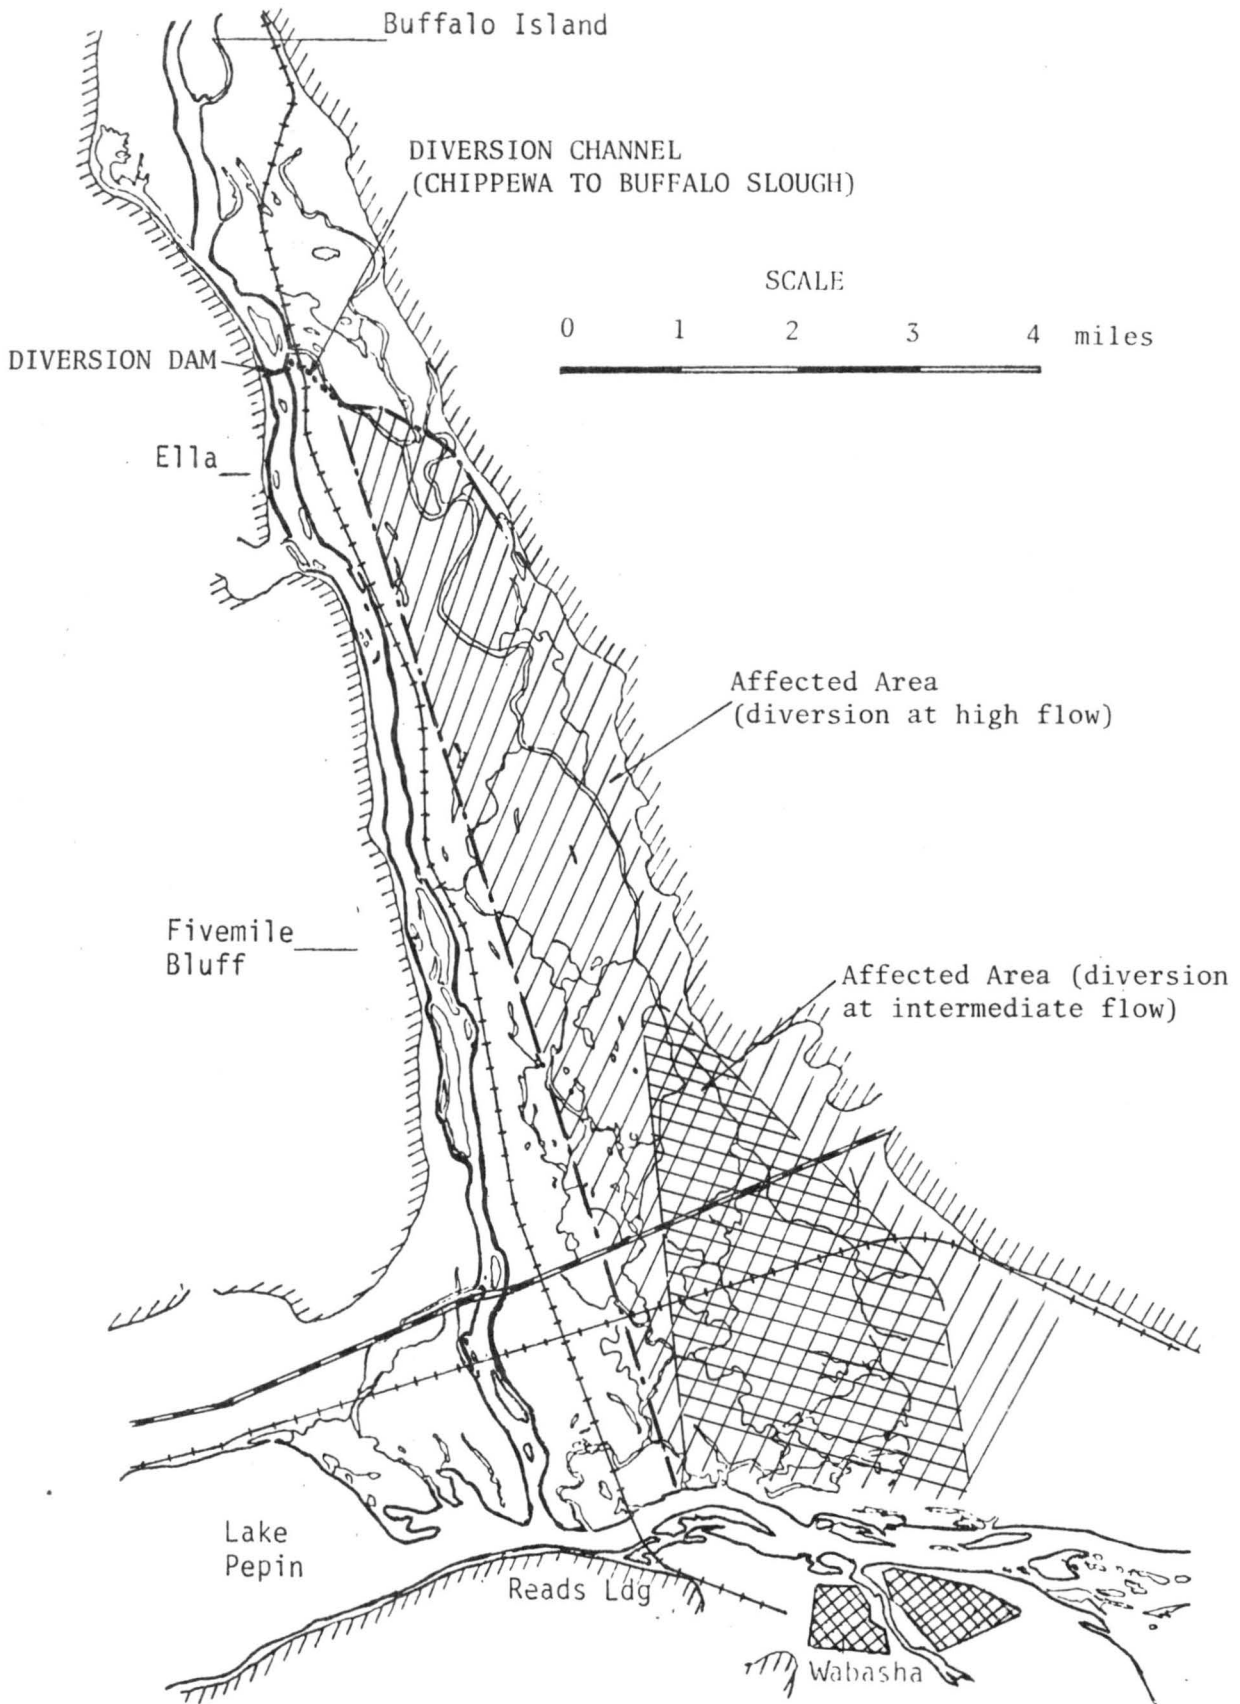 Buffalo Island
DIVERSION CHANNEL
(CHIPPEWA TO BUFFALO SLOUGH)
SCALE
0 1 2 3 4 miles
DIVERSION DAM
Ella
Affected Area
(diversion at high flow)
Fivemile
Bluff
Affected Area (diversion
at intermediate flow)
Lake
Pepin
Reads Ldg
Wabasha